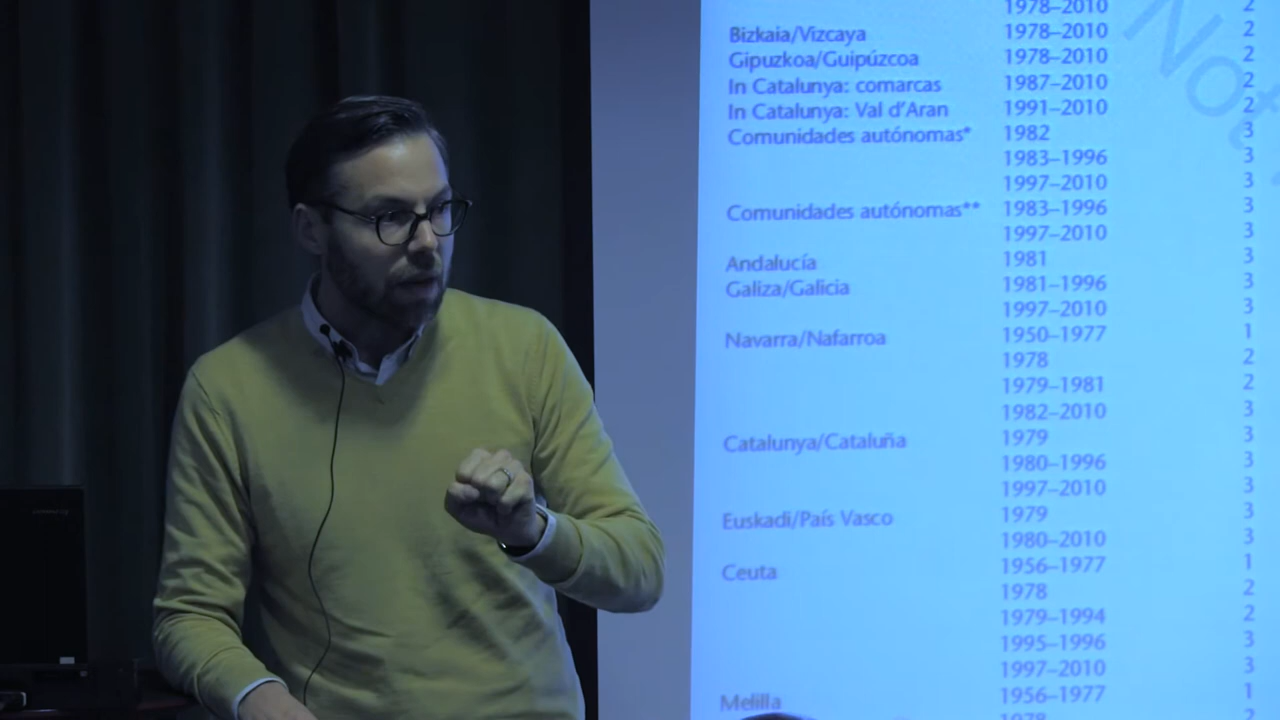 1978–2010 2
Bizkaia/Vizcaya 1978–2010 2
Gipuzkoa/Guipúzcoa 1978–2010 2
In Catalunya: comarcas 1987–2010 2
In Catalunya: Val d’Aran 1991–2010 2
Comunidades autónomas* 1982 3
1983–1996 3
1997–2010 3
Comunidades autónomas** 1983–1996 3
1997–2010 3
Andalucía 1981 3
Galiza/Galicia 1981–1996 3
1997–2010 3
Navarra/Nafarroa 1950–1977 1
1978 2
1979–1981 2
1982–2010 3
Catalunya/Cataluña 1979 3
1980–1996 3
1997–2010 3
Euskadi/País Vasco 1979 3
1980–2010 3
Ceuta 1956–1977 1
1978 2
1979–1994 2
1995–1996 3
1997–2010 3
Melilla 1956–1977 1
1978 2
Not